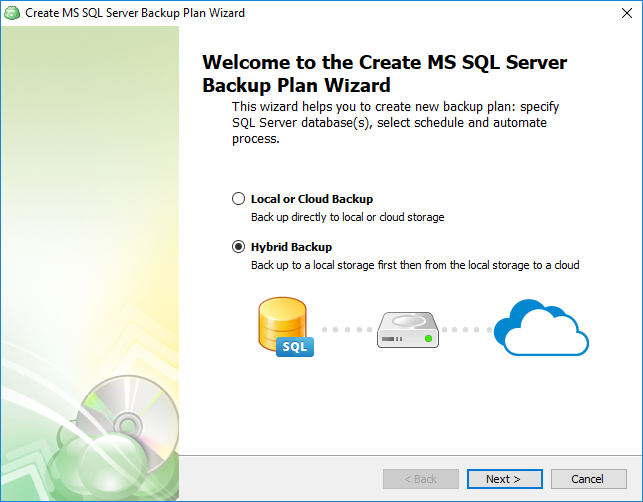 Create MS SQL Server Backup Plan Wizard
Welcome to the Create MS SQL Server
Backup Plan Wizard
This wizard helps you to create new backup plan: specify
SQL Server database(s), select schedule and automate
process.
Local or Cloud Backup
Back up directly to local or cloud storage
Hybrid Backup
Back up to a local storage first then from the local storage to a cloud
SQL
< Back Next > Cancel